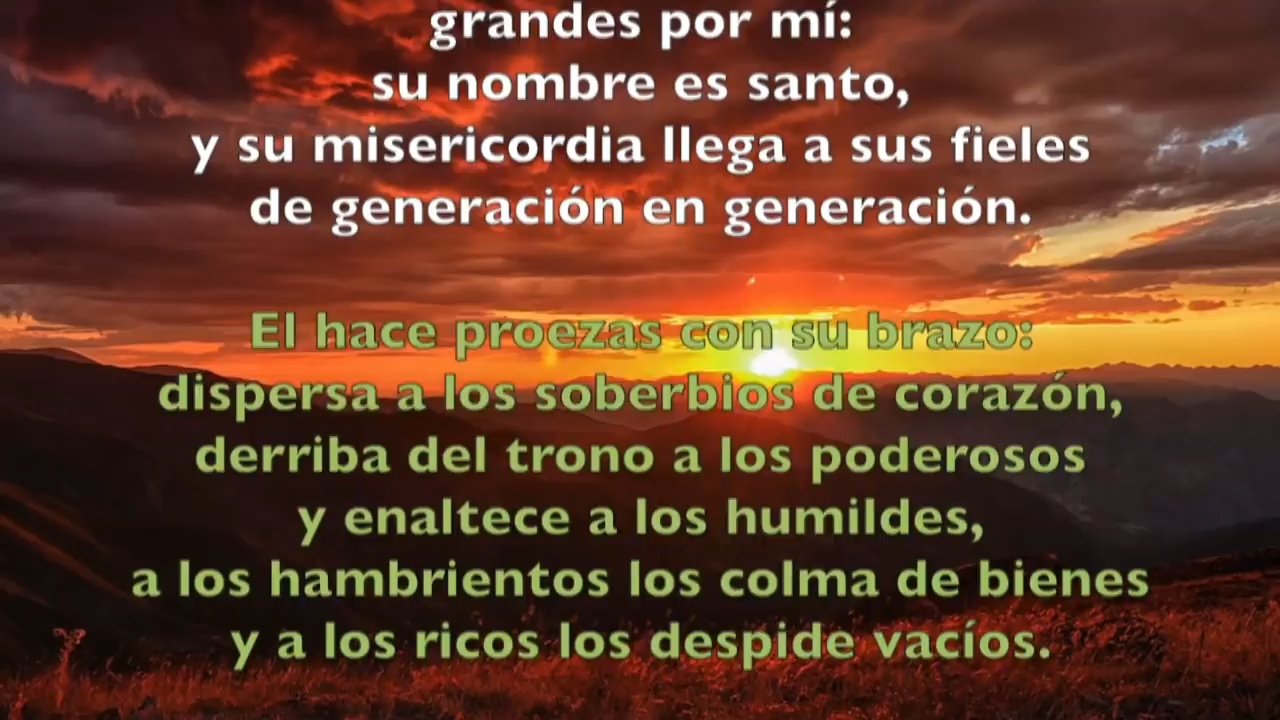 grandes por mí:
su nombre es santo,
y su misericordia llega a sus fieles
de generación en generación.
El hace proezas con su brazo:
dispersa a los soberbios de corazón,
derriba del trono a los poderosos
y enaltece a los humildes,
a los hambrientos los colma de bienes
y a los ricos los despide vacíos.